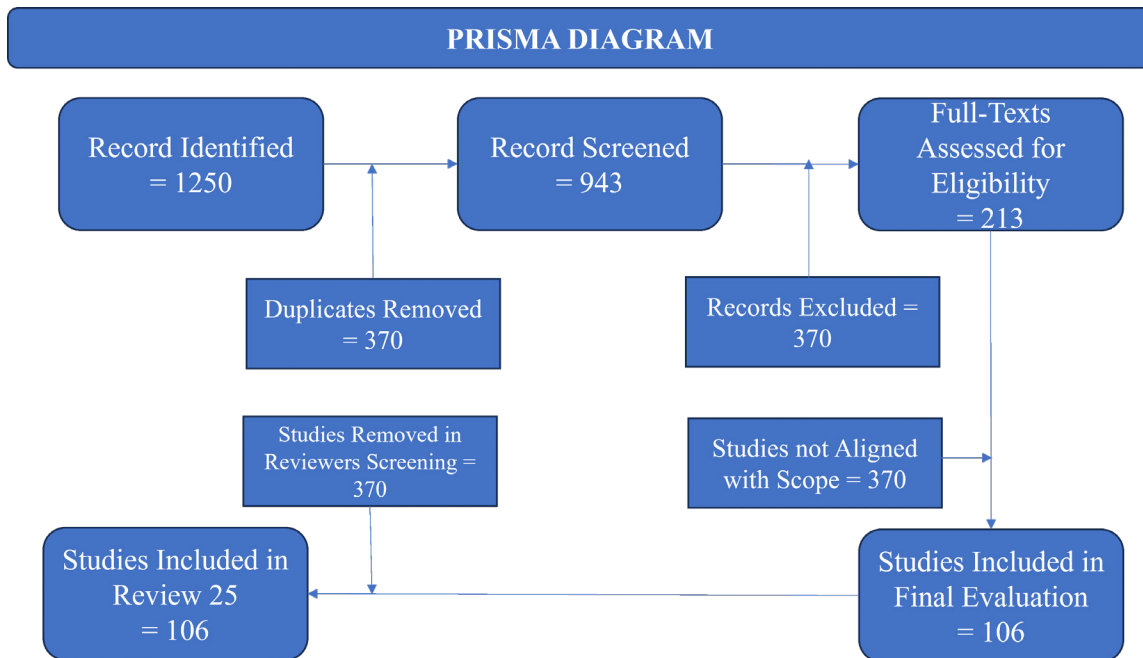 PRISMA DIAGRAM
Record Identified
= 1250
Record Screened
= 943
Full-Texts
Assessed for
Eligibility
= 213
Duplicates Removed
= 370
Records Excluded =
370
Studies Removed in
Reviewers Screening =
370
Studies not Aligned
with Scope = 370
Studies Included in
Review 25
= 106
Studies Included in
Final Evaluation
= 106